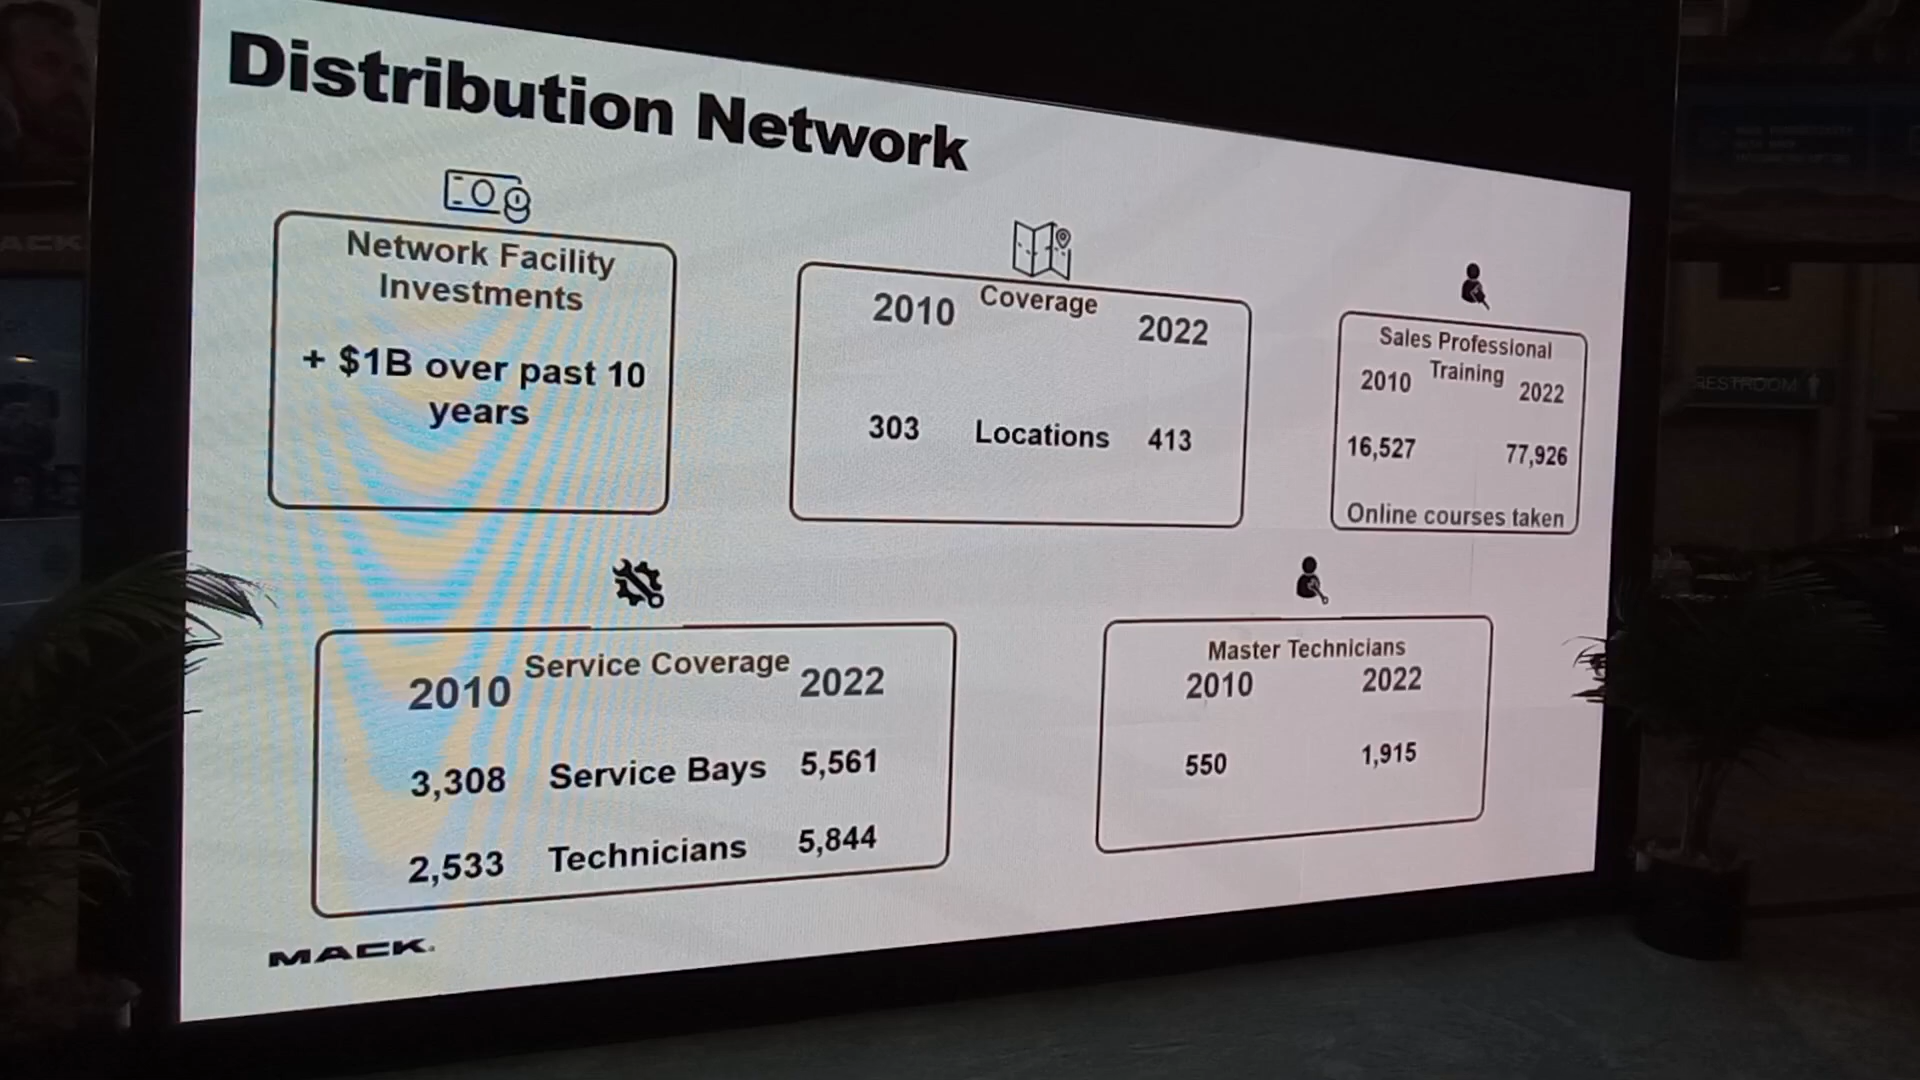 Distribution Network
Network Facility
Investments
+ $1B over past 10
years
Coverage
2010 2022
303 Locations 413
Sales Professional
Training
2010 2022
16,527 77,926
Online courses taken
Service Coverage
2010 2022
3,308 Service Bays 5,561
2,533 Technicians 5,844
Master Technicians
2010 2022
550 1,915
MACK
RESTROOM